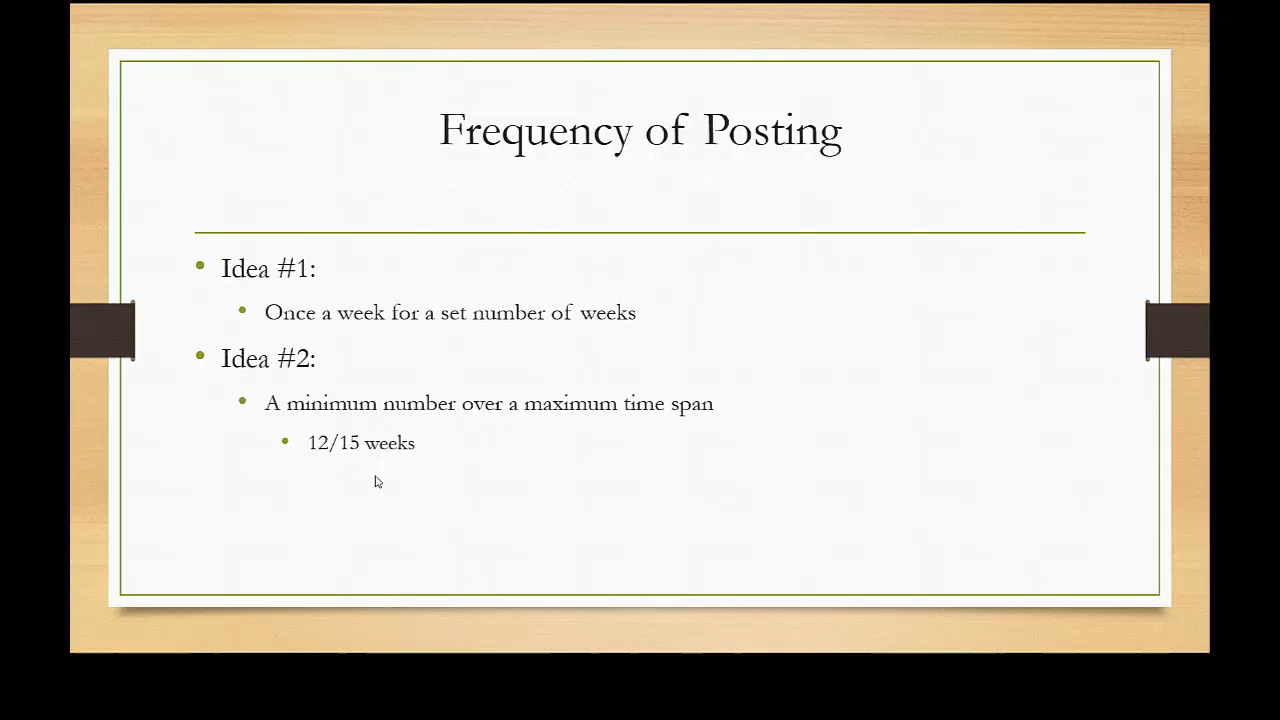 Frequency of Posting
Idea #1:
Once a week for a set number of weeks
Idea #2:
A minimum number over a maximum time span
12/15 weeks